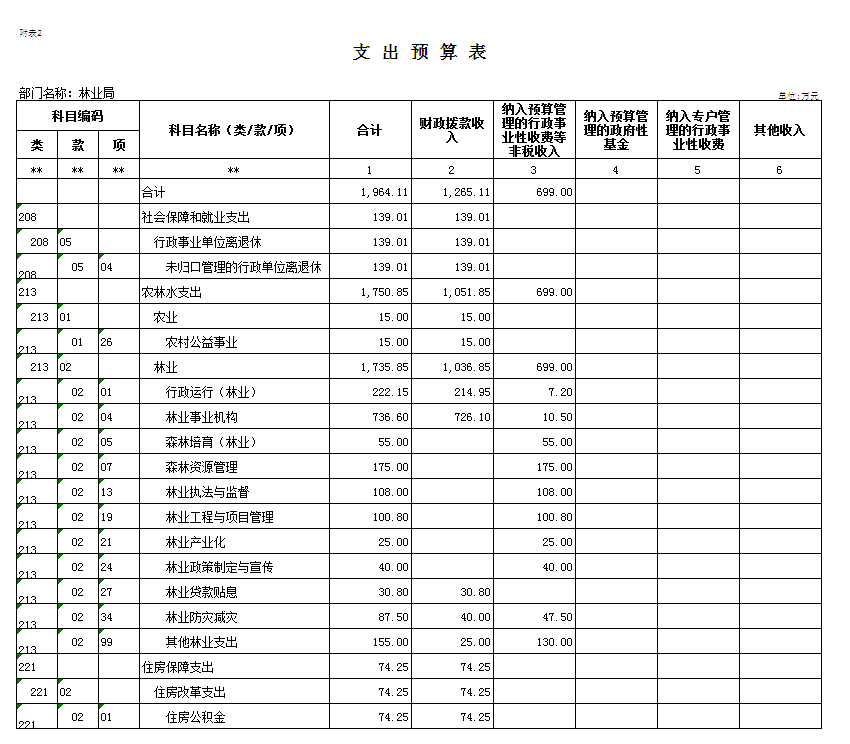 附表2
支 出 预 算 表
部门名称：林业局
单位：万元
科目编码 科目名称（类/款/项） 合计 财政拨款收入 纳入预算管理的行政事业性收费等非税收入 纳入预算管理的政府性基金 纳入专户管理的行政事业性收费 其他收入
类 款 项
** ** ** ** 1 2 3 4 5 6
合计 1,964.11 1,265.11 699.00
208 社会保障和就业支出 139.01 139.01
208 05 行政事业单位离退休 139.01 139.01
208 05 04 未归口管理的行政单位离退休 139.01 139.01
213 农林水支出 1,750.85 1,051.85 699.00
213 01 农业 15.00 15.00
213 01 26 农村公益事业 15.00 15.00
213 02 林业 1,735.85 1,036.85 699.00
213 02 01 行政运行（林业） 222.15 214.95 7.20
213 02 04 林业事业机构 736.60 726.10 10.50
213 02 05 森林培育（林业） 55.00 55.00
213 02 07 森林资源管理 175.00 175.00
213 02 13 林业执法与监督 108.00 108.00
213 02 19 林业工程与项目管理 100.80 100.80
213 02 21 林业产业化 25.00 25.00
213 02 24 林业政策制定与宣传 40.00 40.00
213 02 27 林业贷款贴息 30.80 30.80
213 02 34 林业防灾减灾 87.50 40.00 47.50
213 02 99 其他林业支出 155.00 25.00 130.00
221 住房保障支出 74.25 74.25
221 02 住房改革支出 74.25 74.25
221 02 01 住房公积金 74.25 74.25